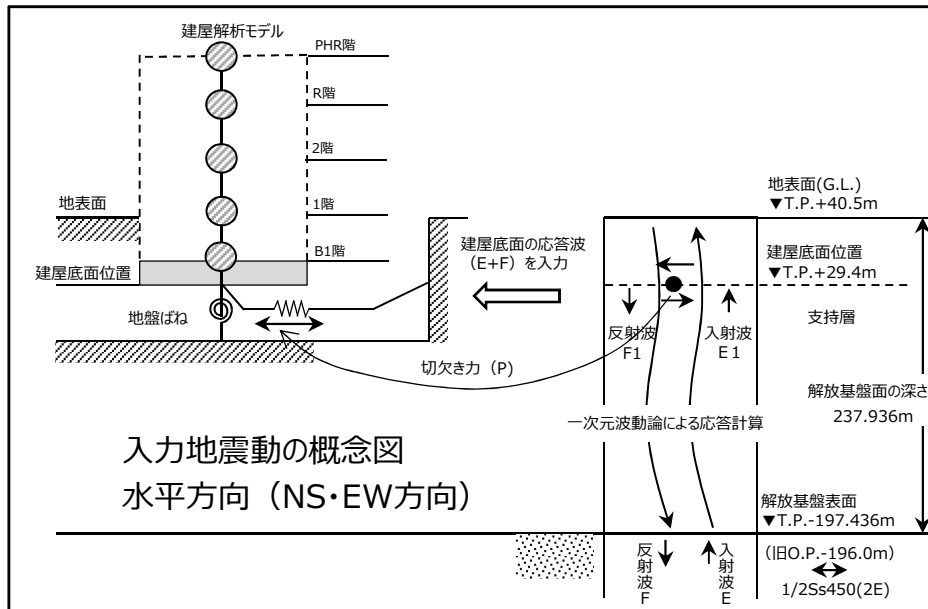 建屋解析モデル
PHR階
R階
2階
1階
B1階
地表面
建屋底面位置
地盤ばね
切欠き力（P）
建屋底面の応答波
（E+F）を入力
地表面(G.L.)
▼T.P.+40.5m
建屋底面位置
▼T.P.+29.4m
支持層
反射波
F1
入射波
E1
解放基盤面の深さ
237.936m
一次元波動論による応答計算
入力地震動の概念図
水平方向（NS・EW方向）
解放基盤表面
▼T.P.-197.436m
反射波F
入射波E
(旧O.P.-196.0m)
1/2Ss450(2E)